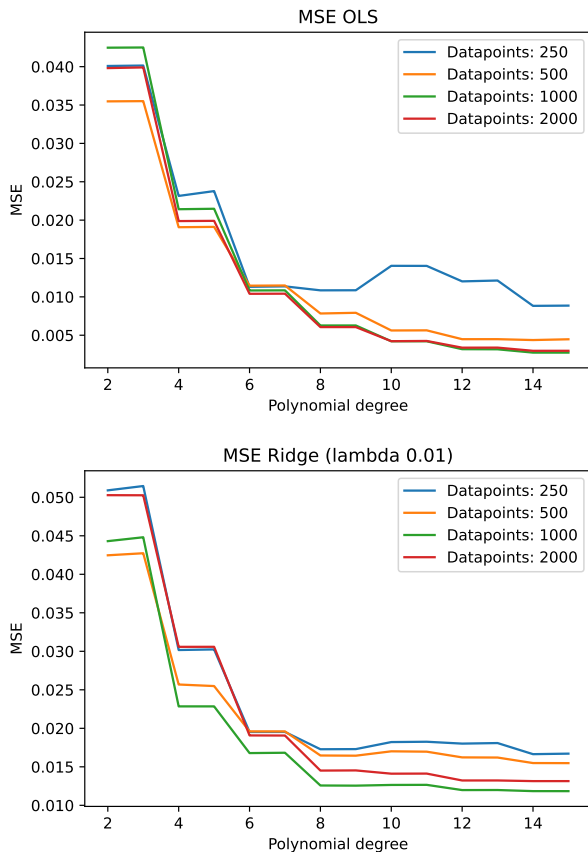 MSE OLS
Datapoints: 250
Datapoints: 500
Datapoints: 1000
Datapoints: 2000
0.040
0.035
0.030
0.025
0.020
0.015
0.010
0.005
MSE
2 4 6 8 10 12 14
Polynomial degree
MSE Ridge (lambda 0.01)
Datapoints: 250
Datapoints: 500
Datapoints: 1000
Datapoints: 2000
0.050
0.045
0.040
0.035
0.030
0.025
0.020
0.015
0.010
MSE
2 4 6 8 10 12 14
Polynomial degree